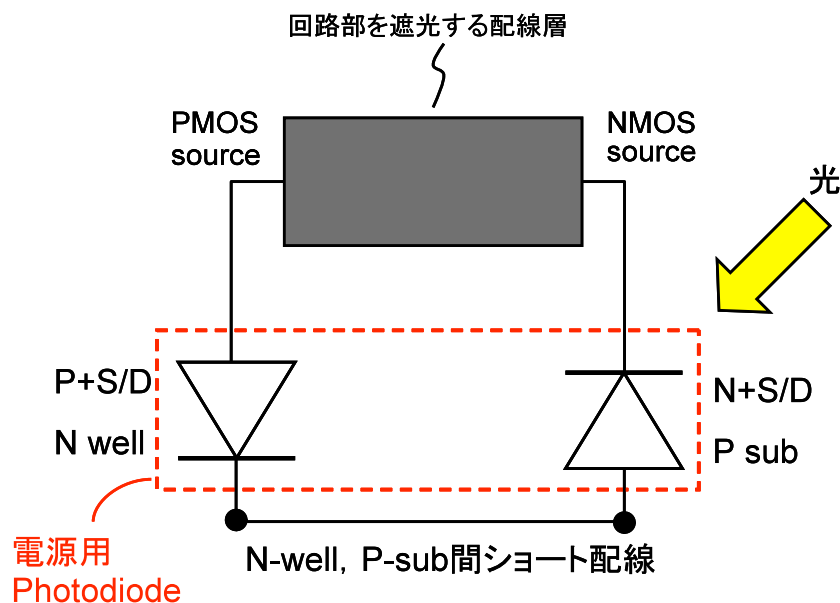 回路部を遮光する配線層
PMOS
source
NMOS
source
光
P+S/D
N well
N+S/D
P sub
電源用
Photodiode
N-well, P-sub間ショート配線